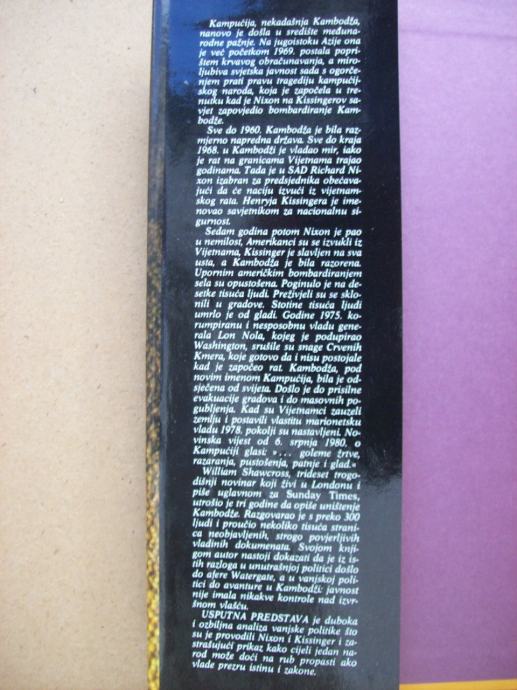 Kampučija, nekadašnja Kambodža,
nanovo je došla u središte međuna-
rodne pažnje. Na jugoistoku Azije ona
je već početkom 1969. postala popri-
štem krvavog obračunavanja, a miro-
ljubiva svjetska javnost sada s ogorče-
njem prati pravu tragediju kampučij-
skog naroda, koja je započela u tre-
nutku kad je Nixon na Kissingerov sa-
vjet zapovjedio bombardiranje Kam-
bodže.
Sve do 1960. Kambodža je bila raz-
mjerno napredna država. Sve do kraja
1968. u Kambodži je vladao mir, iako
je rat na granicama Vijetnama trajao
godinama. Tada je u SAD Richard Ni-
xon izabran za predsjednika obećava-
jući da će naciju izvući iz vijetnam-
skog rata. Henryja Kissingera je ime-
novao savjetnikom za nacionalnu si-
gurnost.
Sedam godina potom Nixon je pao
u nemilost, Amerikanci su se izvukli iz
Vijetnama, Kissinger je slavljen na sva
usta, a Kambodža je bila razorena.
Upornim američkim bombardiranjem
sela su opustošena. Poginulo je na de-
setke tisuća ljudi. Preživjeli su se sklo-
nili u gradove. Stotine tisuća ljudi
umrlo je od gladi. Godine 1975. ko-
rumpiranu i nesposobnu vladu gene-
rala Lon Nola, kojeg je podupirao
Washington, srušile su snage Crvenih
Kmera, koje gotovo da i nisu postojale
kad je započeo rat. Kambodža, pod
novim imenom Kampučija, bila je od-
sječena od svijeta. Došlo je do prisilne
evakuacije gradova i do masovnih po-
gubljenja. Kad su Vijetnamci zauzeli
zemlju i postavili vlastitu marionetsku
vladu 1978. pokolji su nastavljeni. No-
vinska vijest od 6. srpnja 1980. o
Kampučiji glasi: »... goleme žrtve,
razaranja, pustošenja, patnje i glad.«
William Shawcross, trideset trogo-
dišnji novinar koji živi u Londonu i
piše uglavnom za Sunday Times,
utrošio je tri godine da opiše uništenje
Kambodže. Razgovarao je s preko 300
ljudi i proučio nekoliko tisuća strani-
ca neobjavljenih, strogo povjerljivih
vladinih dokumenata. Svojom knji-
gom autor nastoji dokazati da je iz is-
tih razloga u unutrašnjoj politici došlo
do afere Watergate, a u vanjskoj poli-
tici do avanture u Kambodži: javnost
nije imala nikakve kontrole nad izvr-
šnom vlašću.
USPUTNA PREDSTAVA je duboka
i ozbiljna analiza vanjske politike što
su je provodili Nixon i Kissinger i za-
strašujući prikaz kako cijeli jedan na-
rod može doći na rub propasti ako
vlade prezru istinu i zakone.